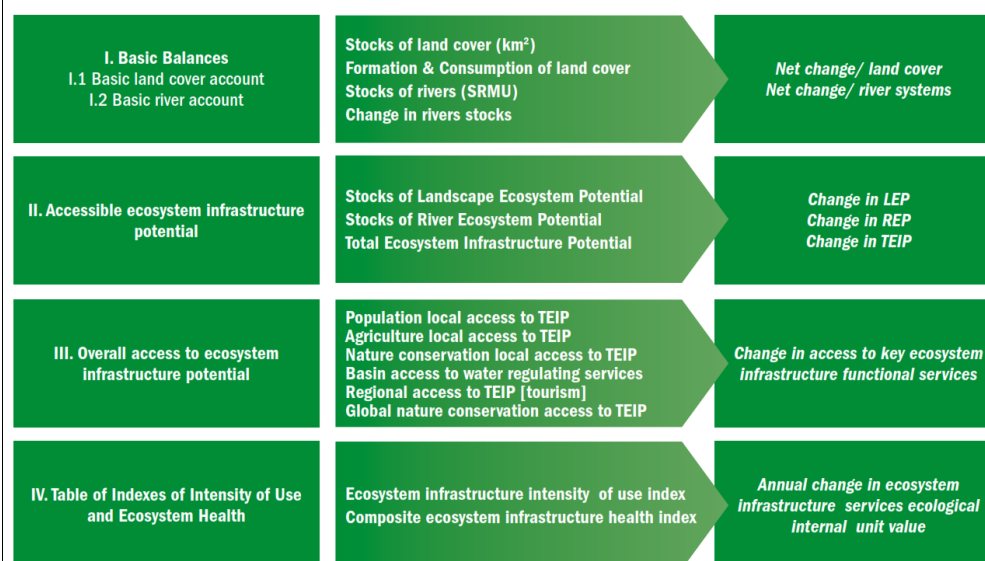 I. Basic Balances
I.1 Basic land cover account
I.2 Basic river account
Stocks of land cover (km²)
Formation & Consumption of land cover
Stocks of rivers (SRMU)
Change in rivers stocks
Net change/ land cover
Net change/ river systems
II. Accessible ecosystem infrastructure
potential
Stocks of Landscape Ecosystem Potential
Stocks of River Ecosystem Potential
Total Ecosystem Infrastructure Potential
Change in LEP
Change in REP
Change in TEIP
III. Overall access to ecosystem
infrastructure potential
Population local access to TEIP
Agriculture local access to TEIP
Nature conservation local access to TEIP
Basin access to water regulating services
Regional access to TEIP [tourism]
Global nature conservation access to TEIP
Change in access to key ecosystem
infrastructure functional services
IV. Table of Indexes of Intensity of Use
and Ecosystem Health
Ecosystem infrastructure intensity of use index
Composite ecosystem infrastructure health index
Annual change in ecosystem
infrastructure services ecological
internal unit value